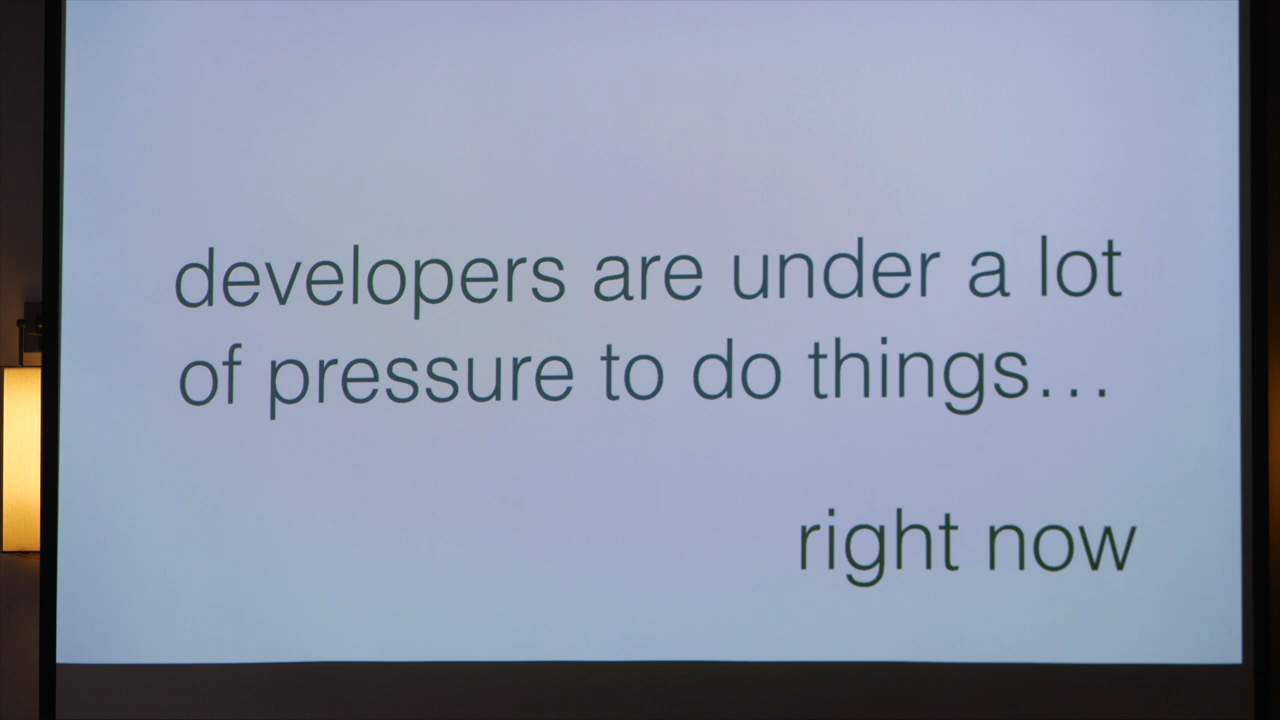 developers are under a lot
of pressure to do things...
right now